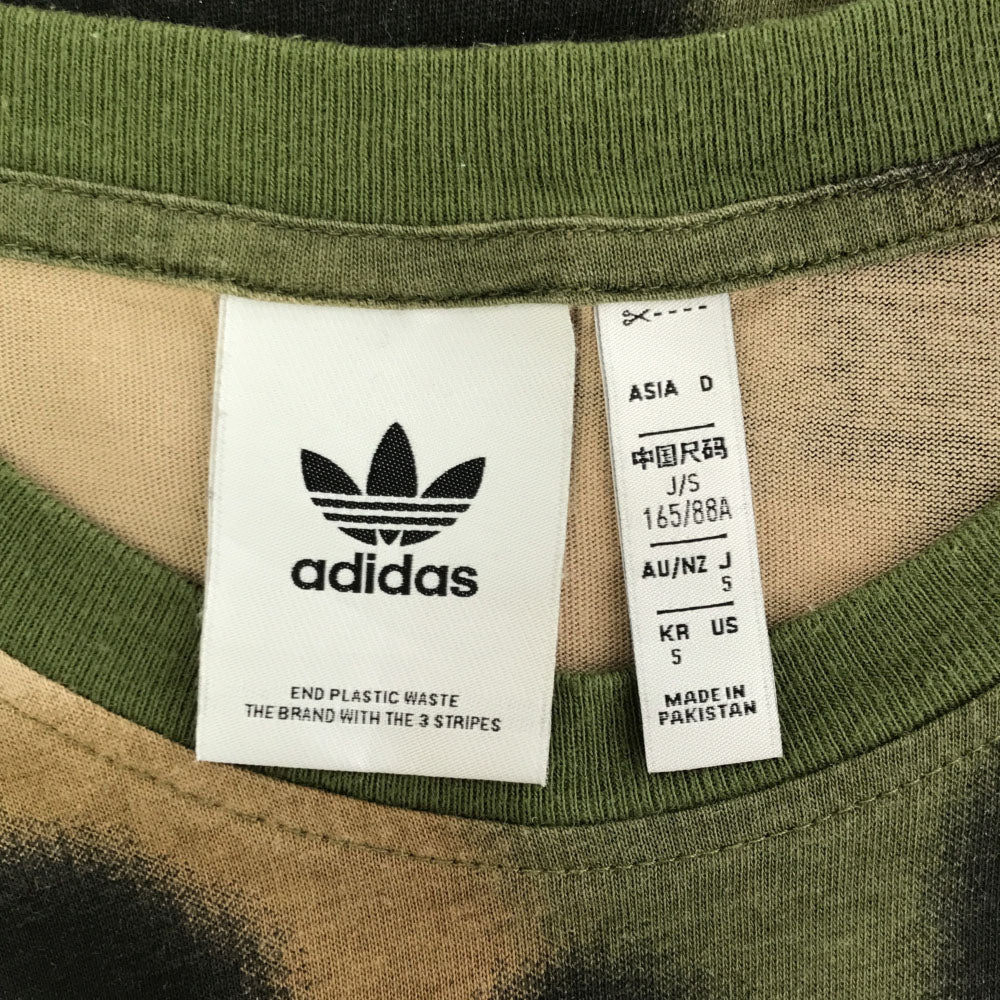 adidas
END PLASTIC WASTE
THE BRAND WITH THE 3 STRIPES
ASIA D
中国尺码
J/S
165/88A
AU/NZ J
S
KR US
S
MADE IN
PAKISTAN